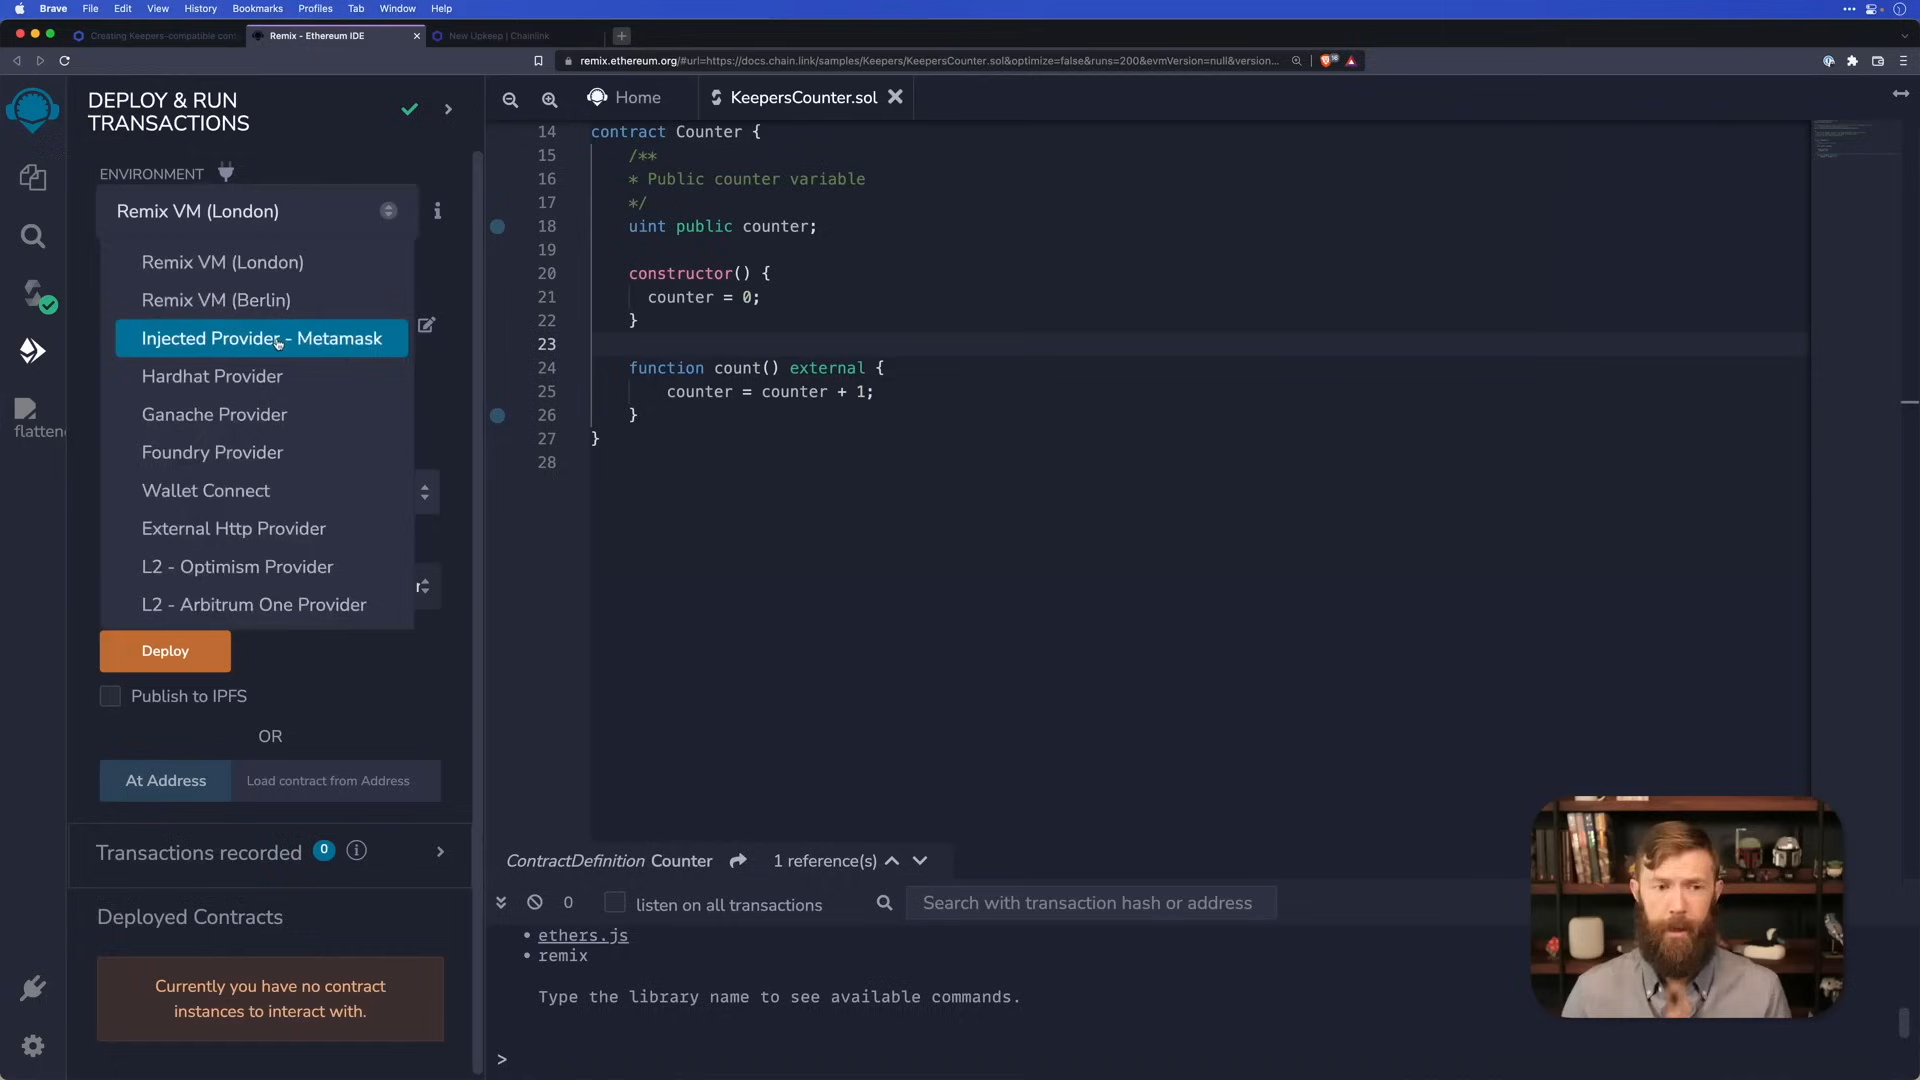 Brave File Edit View History Bookmarks Profiles Tab Window Help
Creating Keepers-compatible cont
Remix - Ethereum IDE
New Upkeep | Chainlink
remix.ethereum.org/#url=https://docs.chain.link/samples/Keepers/KeepersCounter.sol&optimize=false&runs=200&evmVersion=null&version...
DEPLOY & RUN
TRANSACTIONS
ENVIRONMENT
Remix VM (London)
Remix VM (London)
Remix VM (Berlin)
Injected Provider - Metamask
Hardhat Provider
Ganache Provider
Foundry Provider
Wallet Connect
External Http Provider
L2 - Optimism Provider
L2 - Arbitrum One Provider
Deploy
Publish to IPFS
OR
At Address
Load contract from Address
Transactions recorded 0
Deployed Contracts
Currently you have no contract
instances to interact with.
flatten
Home
KeepersCounter.sol
14 contract Counter {
15 /**
16 * Public counter variable
17 */
18 uint public counter;
19
20 constructor() {
21 counter = 0;
22 }
23
24 function count() external {
25 counter = counter + 1;
26 }
27 }
28
ContractDefinition Counter 1 reference(s)
0 listen on all transactions
Search with transaction hash or address
• ethers.js
• remix
Type the library name to see available commands.
>